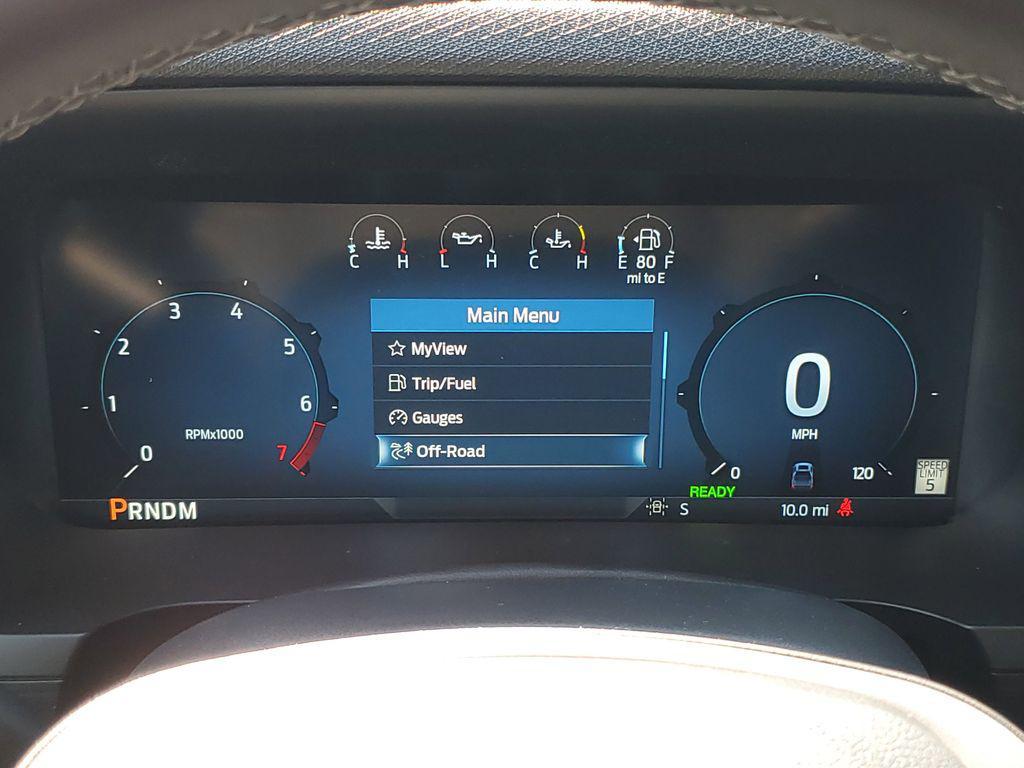 C H
L H
C H
E 80 F
mi to E
Main Menu
MyView
Trip/Fuel
Gauges
Off-Road
0 1 2 3 4 5 6 7
RPMx1000
0
MPH
0 120
SPEED
LIMIT
5
READY
PRNDM
S
10.0 mi